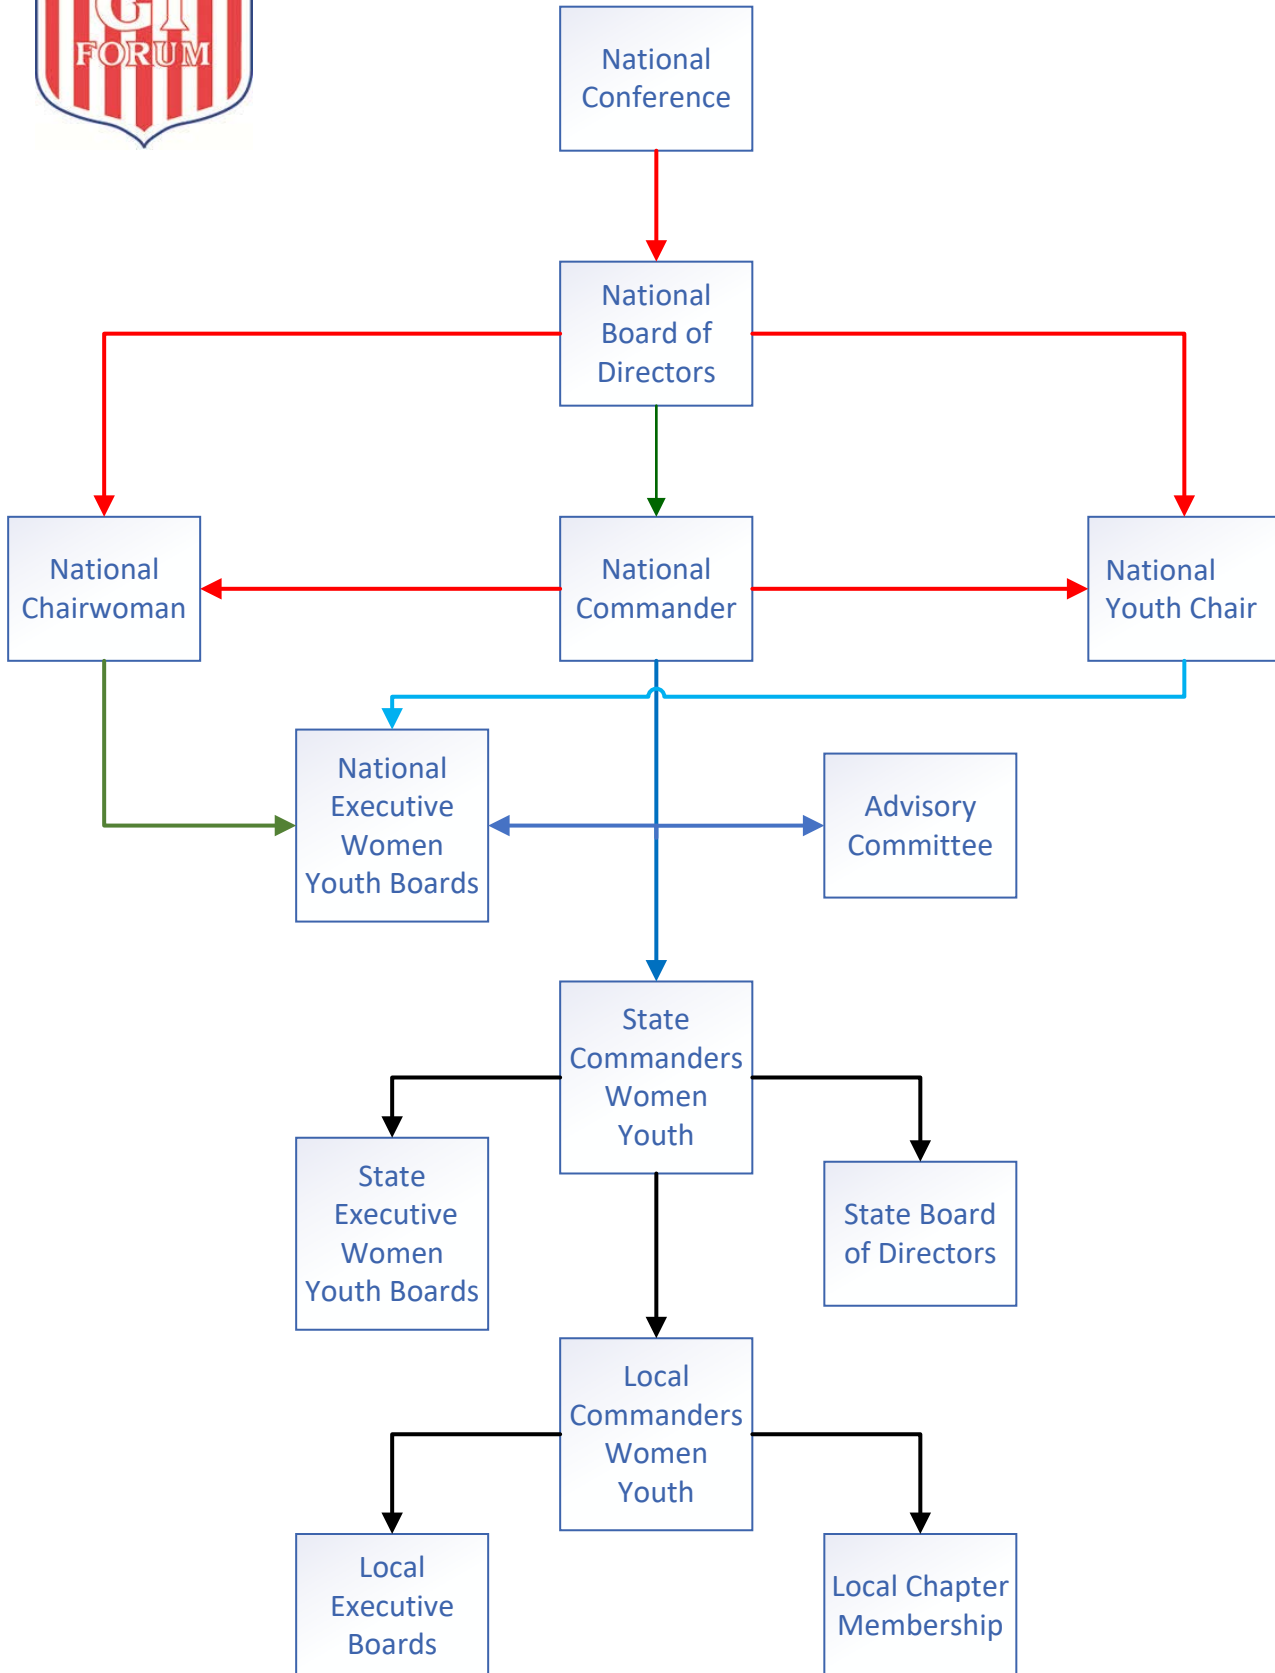 GI
FORUM
National
Conference
National
Board of
Directors
National
Chairwoman
National
Commander
National
Youth Chair
National
Executive
Women
Youth Boards
Advisory
Committee
State
Commanders
Women
Youth
State
Executive
Women
Youth Boards
State Board
of Directors
Local
Commanders
Women
Youth
Local
Executive
Boards
Local Chapter
Membership